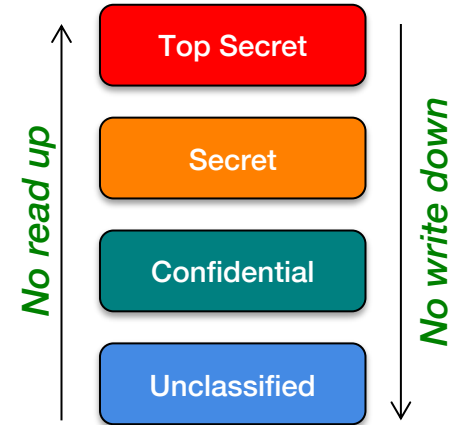 Top Secret
Secret
Confidential
Unclassified
No read up
No write down